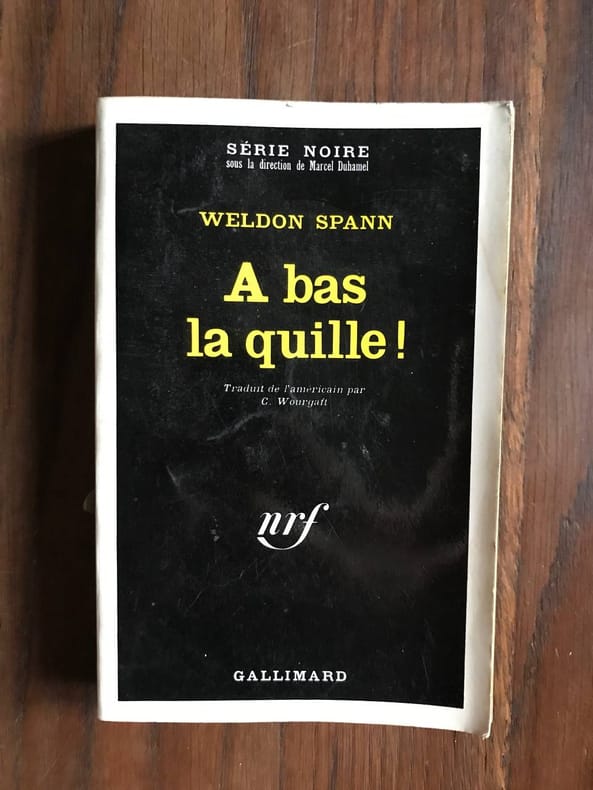 SÉRIE NOIRE
sous la direction de Marcel Duhamel
WELDON SPANN
A bas
la quille !
Traduit de l'américain par
C. Wourgaft
nrf
GALLIMARD